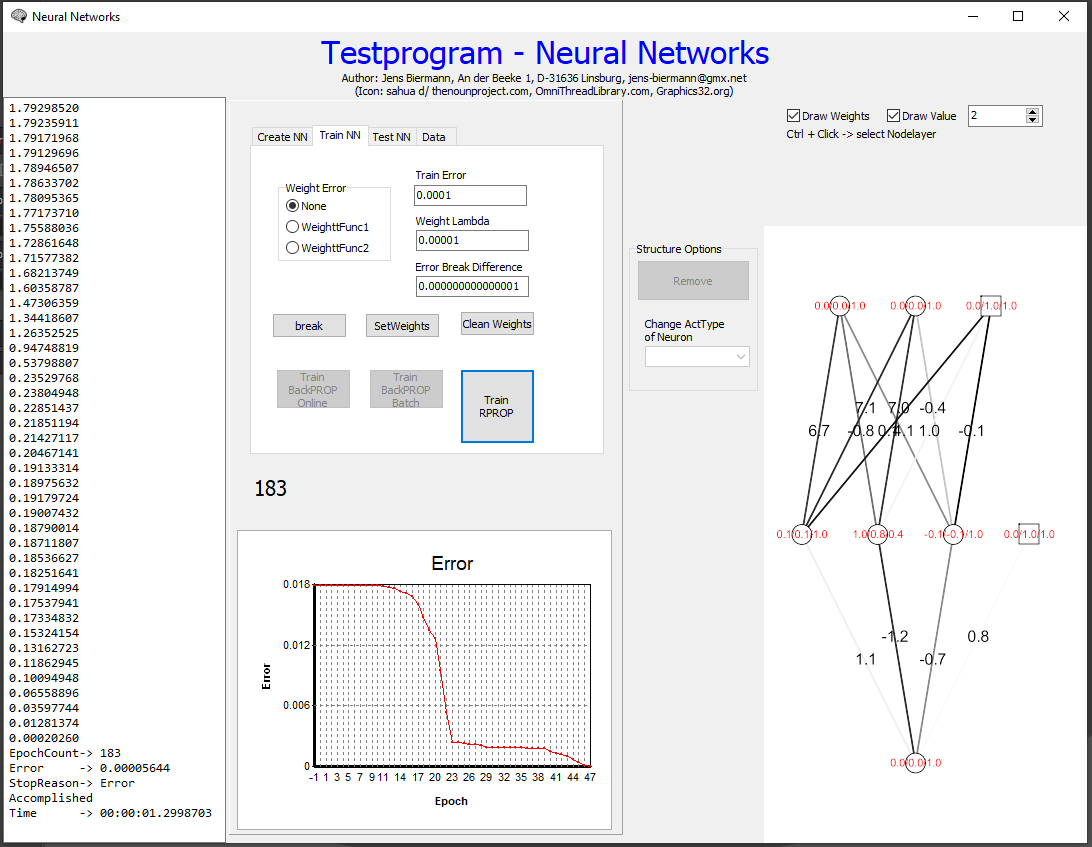 Neural Networks
Testprogram - Neural Networks
Author: Jens Biermann, An der Beeke 1, D-31636 Linsburg, jens-biermann@gmx.net
(Icon: sahua d/ thenounproject.com, OmniThreadLibrary.com, Graphics32.org)
1.79298520
1.79235911
1.79171968
1.79129696
1.78946507
1.78633702
1.78095365
1.77173710
1.75588036
1.72861648
1.71577382
1.68213749
1.60358787
1.47306359
1.34418607
1.26352525
0.94748819
0.53798807
0.23529768
0.23804948
0.22851437
0.21851194
0.21427117
0.20467141
0.19133314
0.18975632
0.19179724
0.19007432
0.18790014
0.18711807
0.18536627
0.18251641
0.17914994
0.17537941
0.17334832
0.15324154
0.13162723
0.11862945
0.10094948
0.06558896
0.03597744
0.01281374
0.00020260
EpochCount-> 183
Error -> 0.00005644
StopReason-> Error
Accomplished
Time -> 00:00:01.2998703
Create NN Train NN Test NN Data
Weight Error
None
WeighttFunc1
WeighttFunc2
Train Error
0.0001
Weight Lambda
0.00001
Error Break Difference
0.000000000000001
break SetWeights Clean Weights
Train
BackPROP
Online
Train
BackPROP
Batch
Train
RPROP
183
Error
0.018
0.012
0.006
0
Error
-1 1 3 5 7 9 11 14 17 20 23 26 29 32 35 38 41 44 47
Epoch
Structure Options
Remove
Change ActType
of Neuron
Draw Weights Draw Value 2
Ctrl + Click -> select Nodelayer
0.0/0.0/1.0 0.0/0.0/1.0 0.0/1.0/1.0
7.1 7.0 -0.4
6.7 -0.8 1.0 -0.1
0.1/0.1/1.0 1.0/0.8/0.4 -0.1/-0.1/1.0 0.0/1.0/1.0
-1.2 0.8
1.1 -0.7
0.0/0.0/1.0